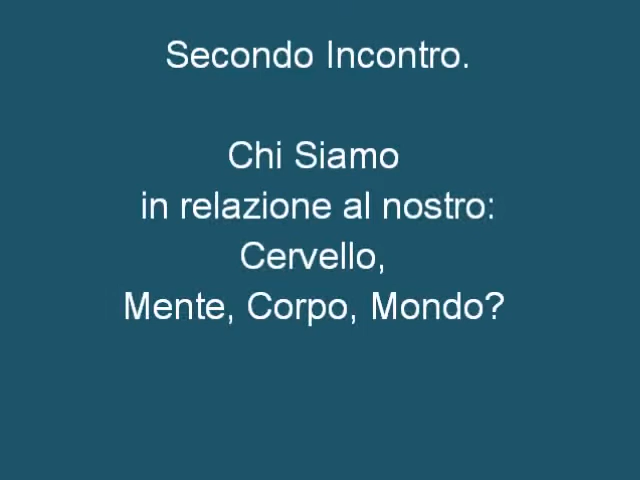 Secondo Incontro.
Chi Siamo
in relazione al nostro:
Cervello,
Mente, Corpo, Mondo?